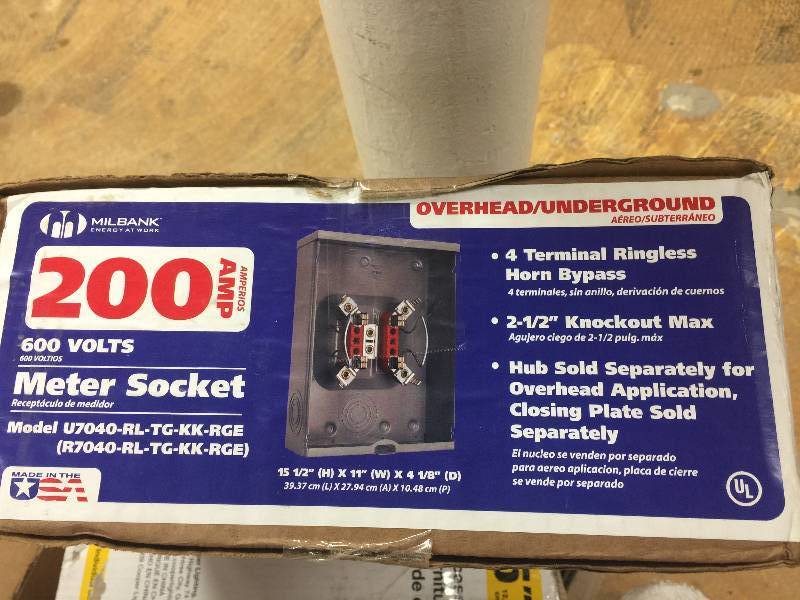 MILBANK
ENERGY AT WORK
OVERHEAD/UNDERGROUND
AÉREO/SUBTERRÁNEO
200 AMP
AMPERIOS
600 VOLTS
600 VOLTIOS
Meter Socket
Receptáculo de medidor
Model U7040-RL-TG-KK-RGE
(R7040-RL-TG-KK-RGE)
MADE IN THE
USA
15 1/2" (H) X 11" (W) X 4 1/8" (D)
39.37 cm (L) X 27.94 cm (A) X 10.48 cm (P)
• 4 Terminal Ringless
Horn Bypass
4 terminales, sin anillo, derivación de cuernos
• 2-1/2" Knockout Max
Agujero ciego de 2-1/2 pulg. máx
• Hub Sold Separately for
Overhead Application,
Closing Plate Sold
Separately
El nucleo se venden por separado
para aereo aplicacion, placa de cierre
se vende por separado
UL